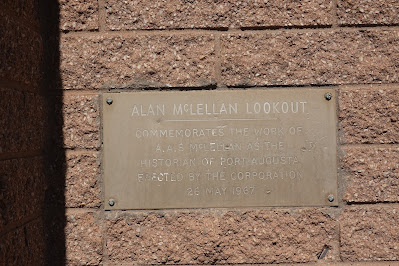 ALAN McLELLAN LOOKOUT
COMMEMORATES THE WORK OF
A.A.S. McLELLAN AS THE
HISTORIAN OF PORT AUGUSTA
ERECTED BY THE CORPORATION
26 MAY 1987